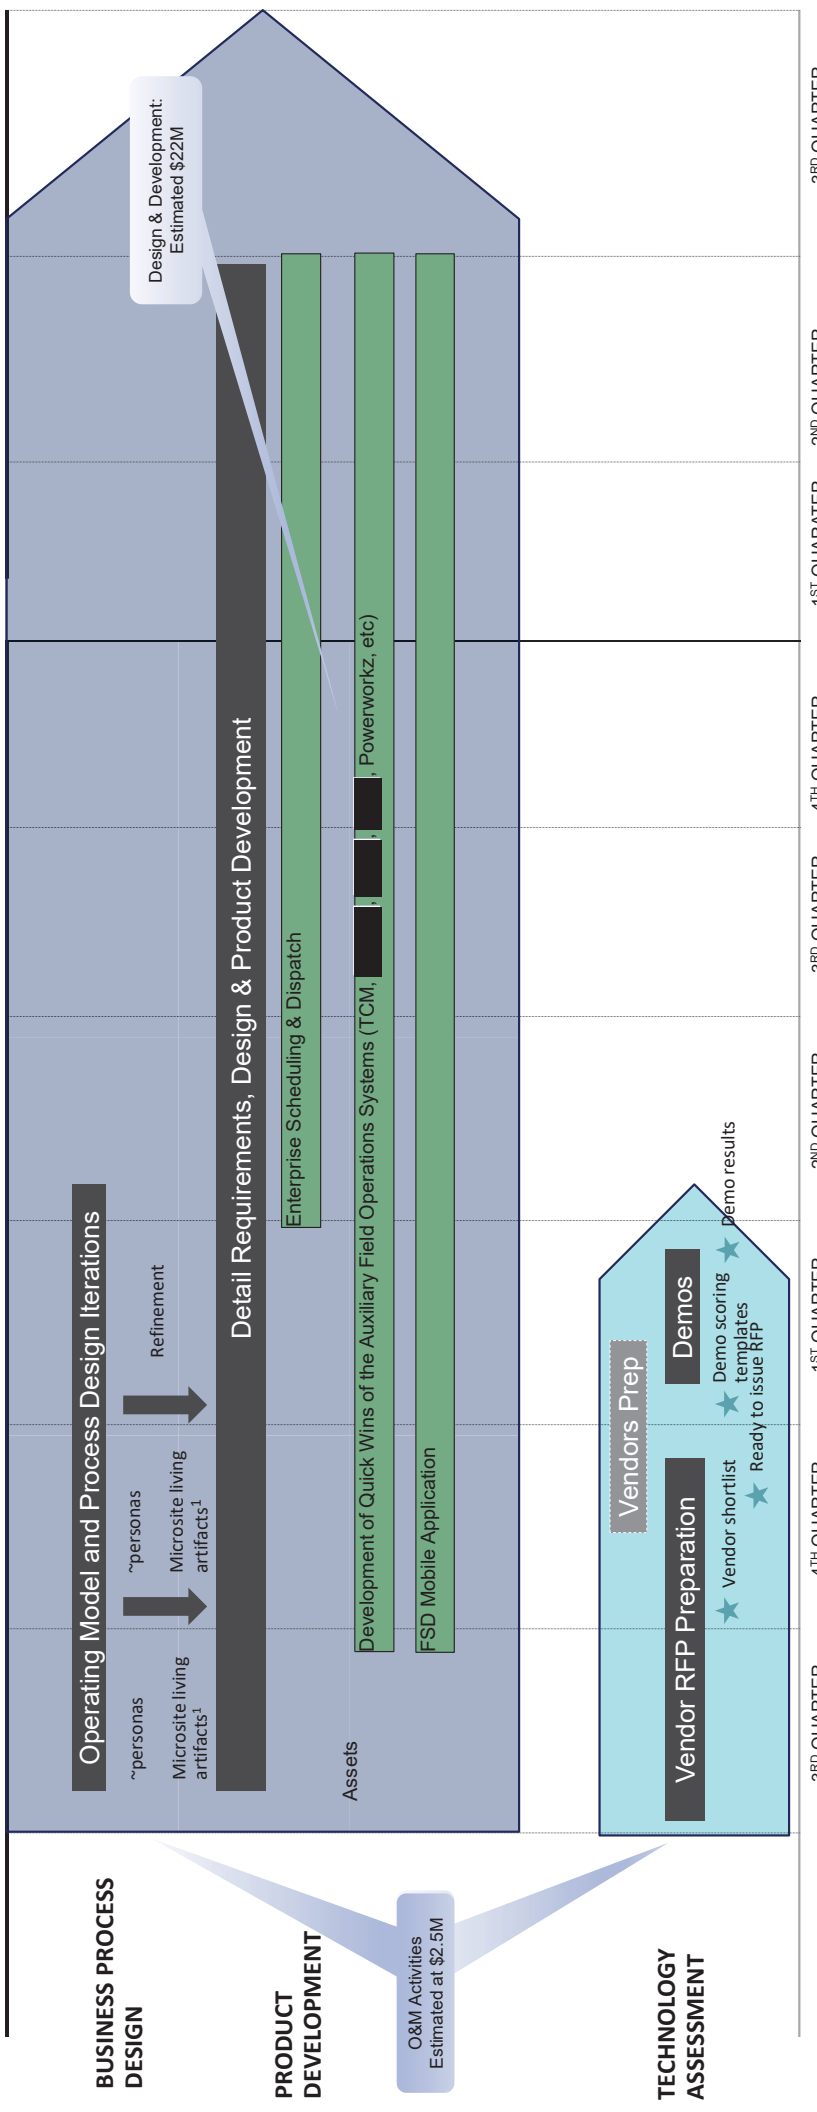 BUSINESS PROCESS
DESIGN
Operating Model and Process Design Iterations
~personas
Microsite living
artifacts1
~personas
Microsite living
artifacts1
Refinement
Design & Development:
Estimated $22M
PRODUCT
DEVELOPMENT
Detail Requirements, Design & Product Development
Enterprise Scheduling & Dispatch
Assets
Development of Quick Wins of the Auxiliary Field Operations Systems (TCM, , , , Powerworkz, etc)
FSD Mobile Application
O&M Activities
Estimated at $2.5M
TECHNOLOGY
ASSESSMENT
Vendors Prep
Vendor RFP Preparation
Demos
Vendor shortlist
Ready to issue RFP
Demo scoring
templates
Demo results
3RD QUARTER
4TH QUARTER
1ST QUARTER
2ND QUARTER
3RD QUARTER
4TH QUARTER
1ST QUARATER
2ND QUARTER
3RD QUARTER